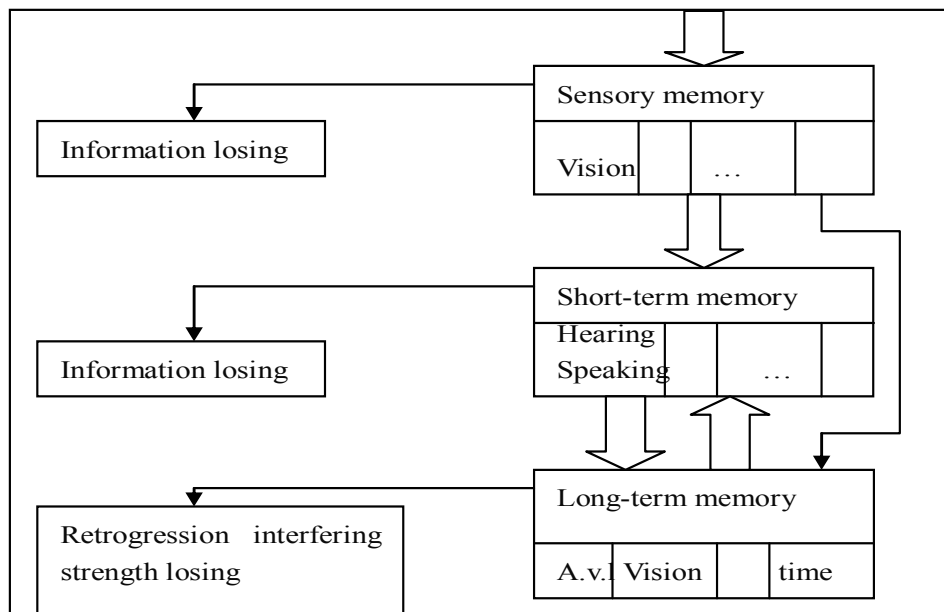 Sensory memory
Information losing
Vision
…
Short-term memory
Hearing
Speaking
…
Information losing
Long-term memory
Retrogression interfering
strength losing
A.v.l Vision time